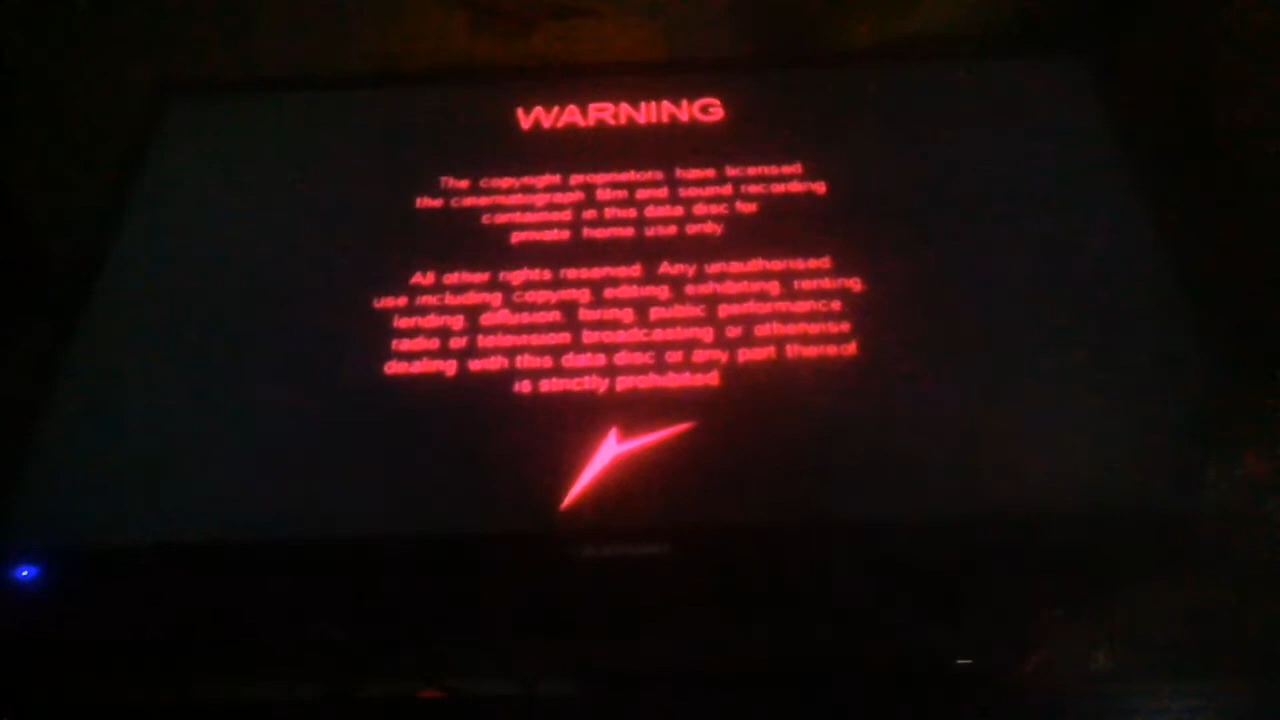 WARNING
The copyright proprietors have licensed
the cinematograph film and sound recording
contained in this data disc for
private home use only
All other rights reserved. Any unauthorised
use including copying, editing, exhibiting, renting,
lending, diffusion, hiring, public performance
radio or television broadcasting or otherwise
dealing with this data disc or any part thereof
is strictly prohibited